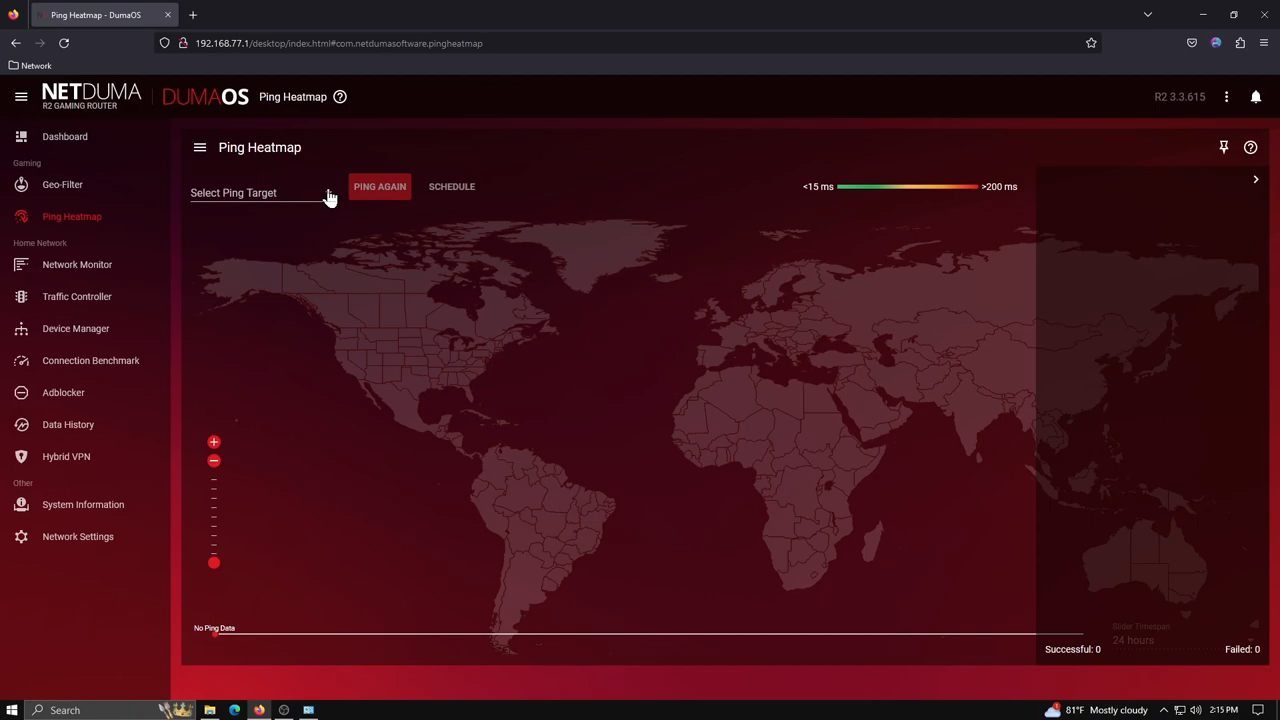 Ping Heatmap - DumaOS
192.168.77.1/desktop/index.html#com.netdumasoftware.pingheatmap
Network
NETDUMA
R2 GAMING ROUTER
DUMAOS
Ping Heatmap
R2 3.3.615
Dashboard
Gaming
Geo-Filter
Ping Heatmap
Home Network
Network Monitor
Traffic Controller
Device Manager
Connection Benchmark
Adblocker
Data History
Hybrid VPN
Other
System Information
Network Settings
Ping Heatmap
Select Ping Target
PING AGAIN
SCHEDULE
<15 ms
>200 ms
No Ping Data
Slider Timespan
24 hours
Successful: 0
Failed: 0
Search
81°F Mostly cloudy
2:15 PM